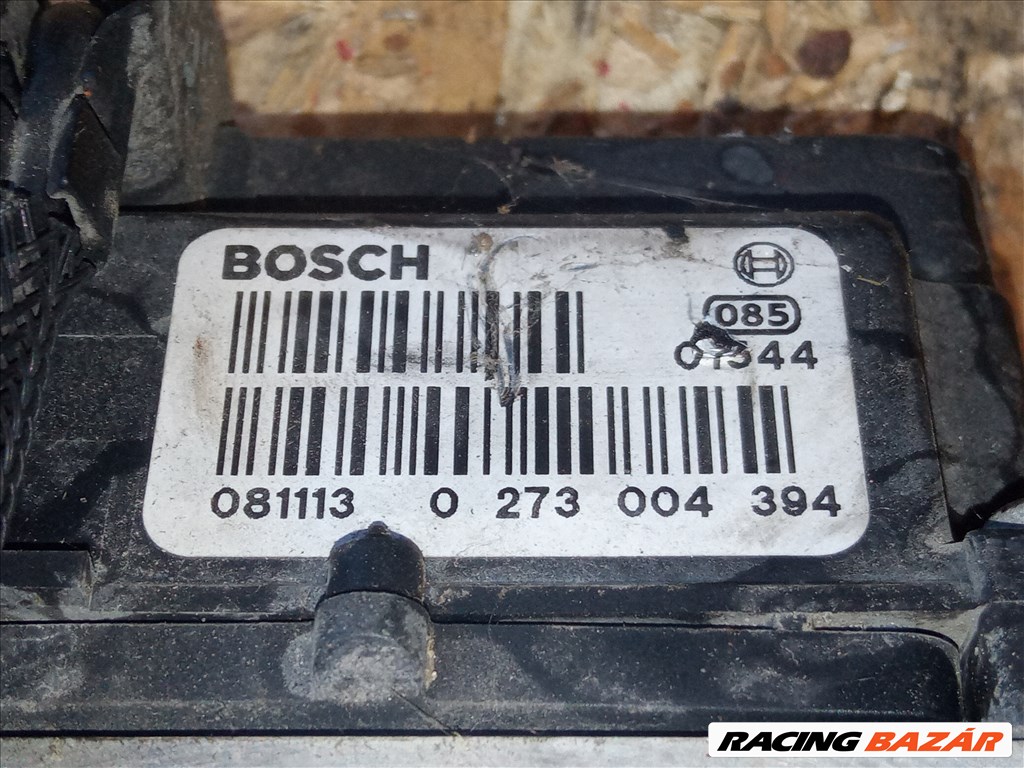 BOSCH
085
081113 0 273 004 394
RACING BAZÁR